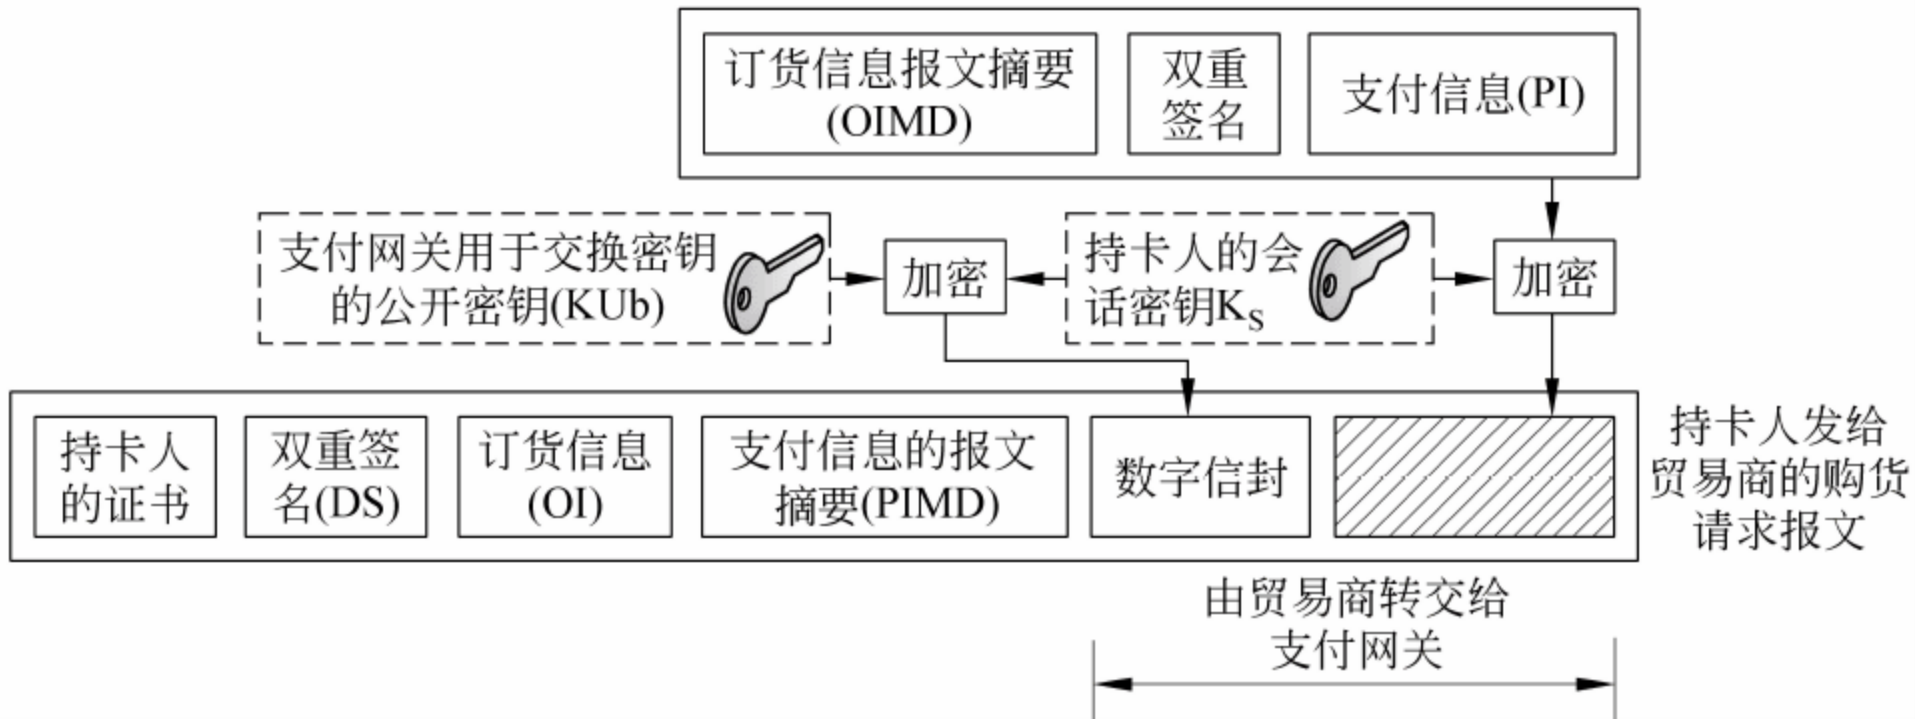 订货信息报文摘要
(OIMD)
双重
签名
支付信息(PI)
支付网关用于交换密钥
的公开密钥(KUb)
加密
持卡人的会
话密钥KS
加密
持卡人
的证书
双重签
名(DS)
订货信息
(OI)
支付信息的报文
摘要(PIMD)
数字信封
持卡人发给
贸易商的购货
请求报文
由贸易商转交给
支付网关